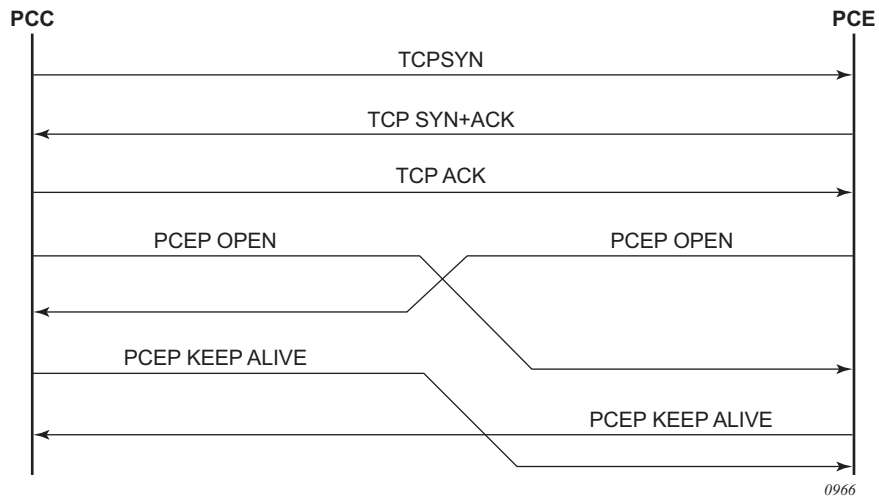 PCC
PCE
TCPSYN
TCP SYN+ACK
TCP ACK
PCEP OPEN
PCEP OPEN
PCEP KEEP ALIVE
PCEP KEEP ALIVE
0966